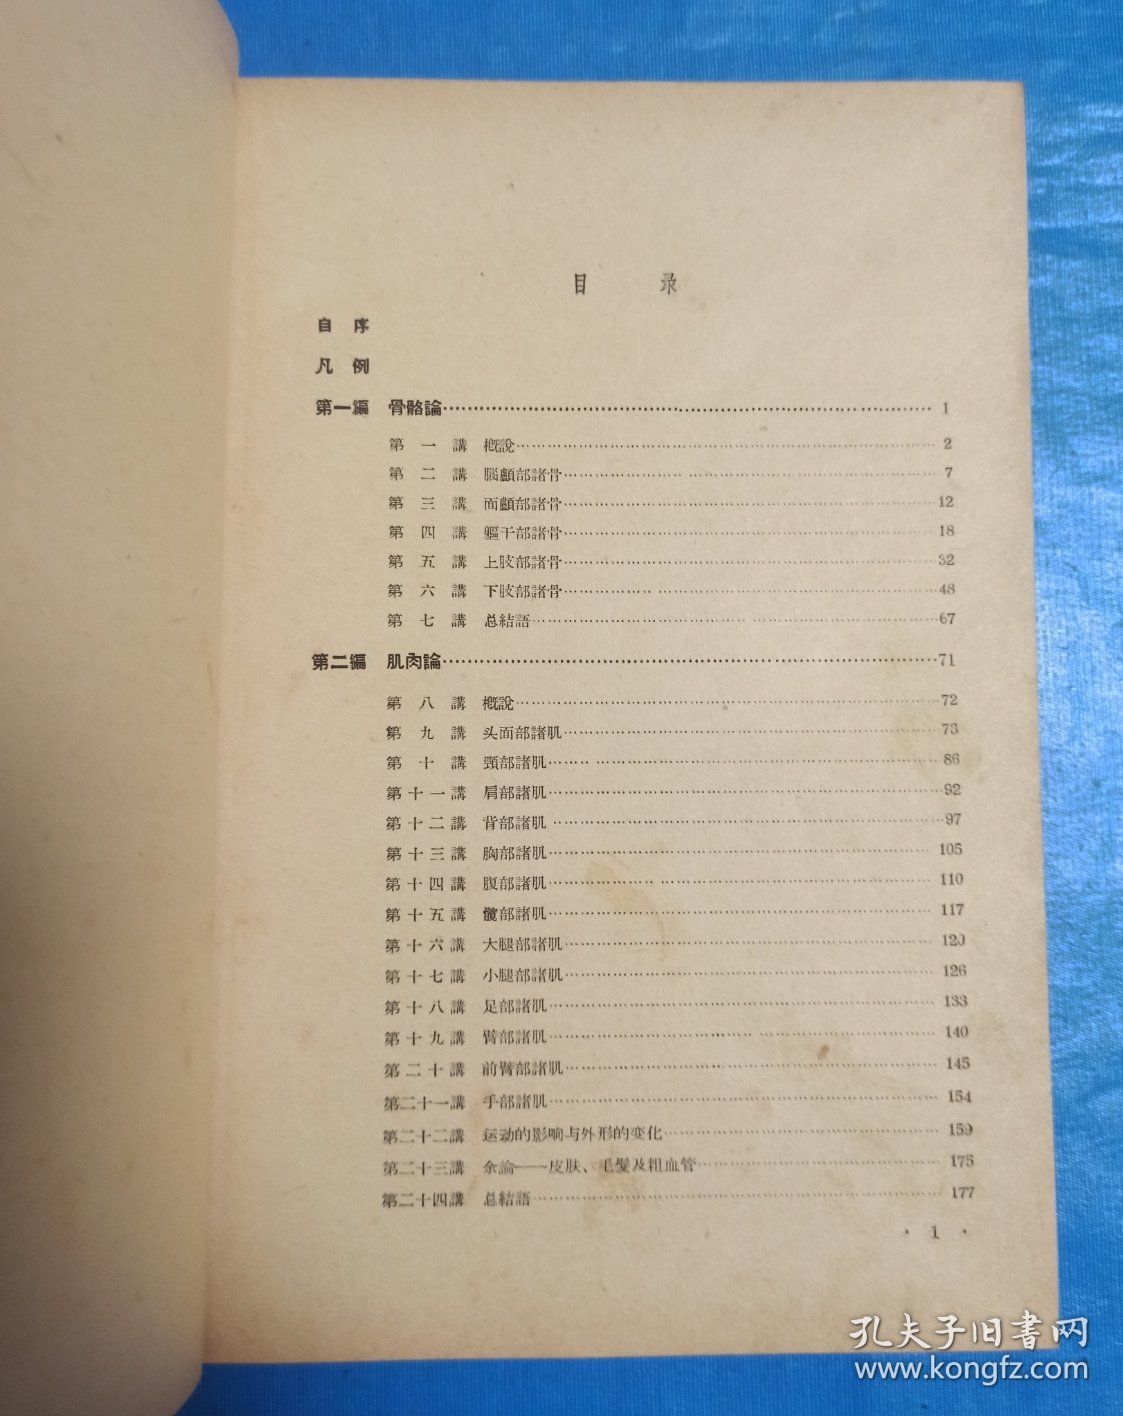 目 录
自 序
凡 例
第一編 骨骼論 1
第一講 概說 2
第二講 腦顱部諸骨 7
第三講 面顱部諸骨 12
第四講 軀干部諸骨 18
第五講 上肢部諸骨 32
第六講 下肢部諸骨 48
第七講 总結語 67
第二編 肌肉論 71
第八講 概說 72
第九講 头面部諸肌 73
第十講 頸部諸肌 86
第十一講 肩部諸肌 92
第十二講 背部諸肌 97
第十三講 胸部諸肌 105
第十四講 腹部諸肌 110
第十五講 髖部諸肌 117
第十六講 大腿部諸肌 120
第十七講 小腿部諸肌 126
第十八講 足部諸肌 133
第十九講 臂部諸肌 140
第二十講 前臂部諸肌 145
第二十一講 手部諸肌 154
第二十二講 运动的影响与外形的变化 159
第二十三講 余論——皮肤、毛髮及粗血管 175
第二十四講 总結語 177
· 1 ·
孔夫子旧書网
www.kongfz.com